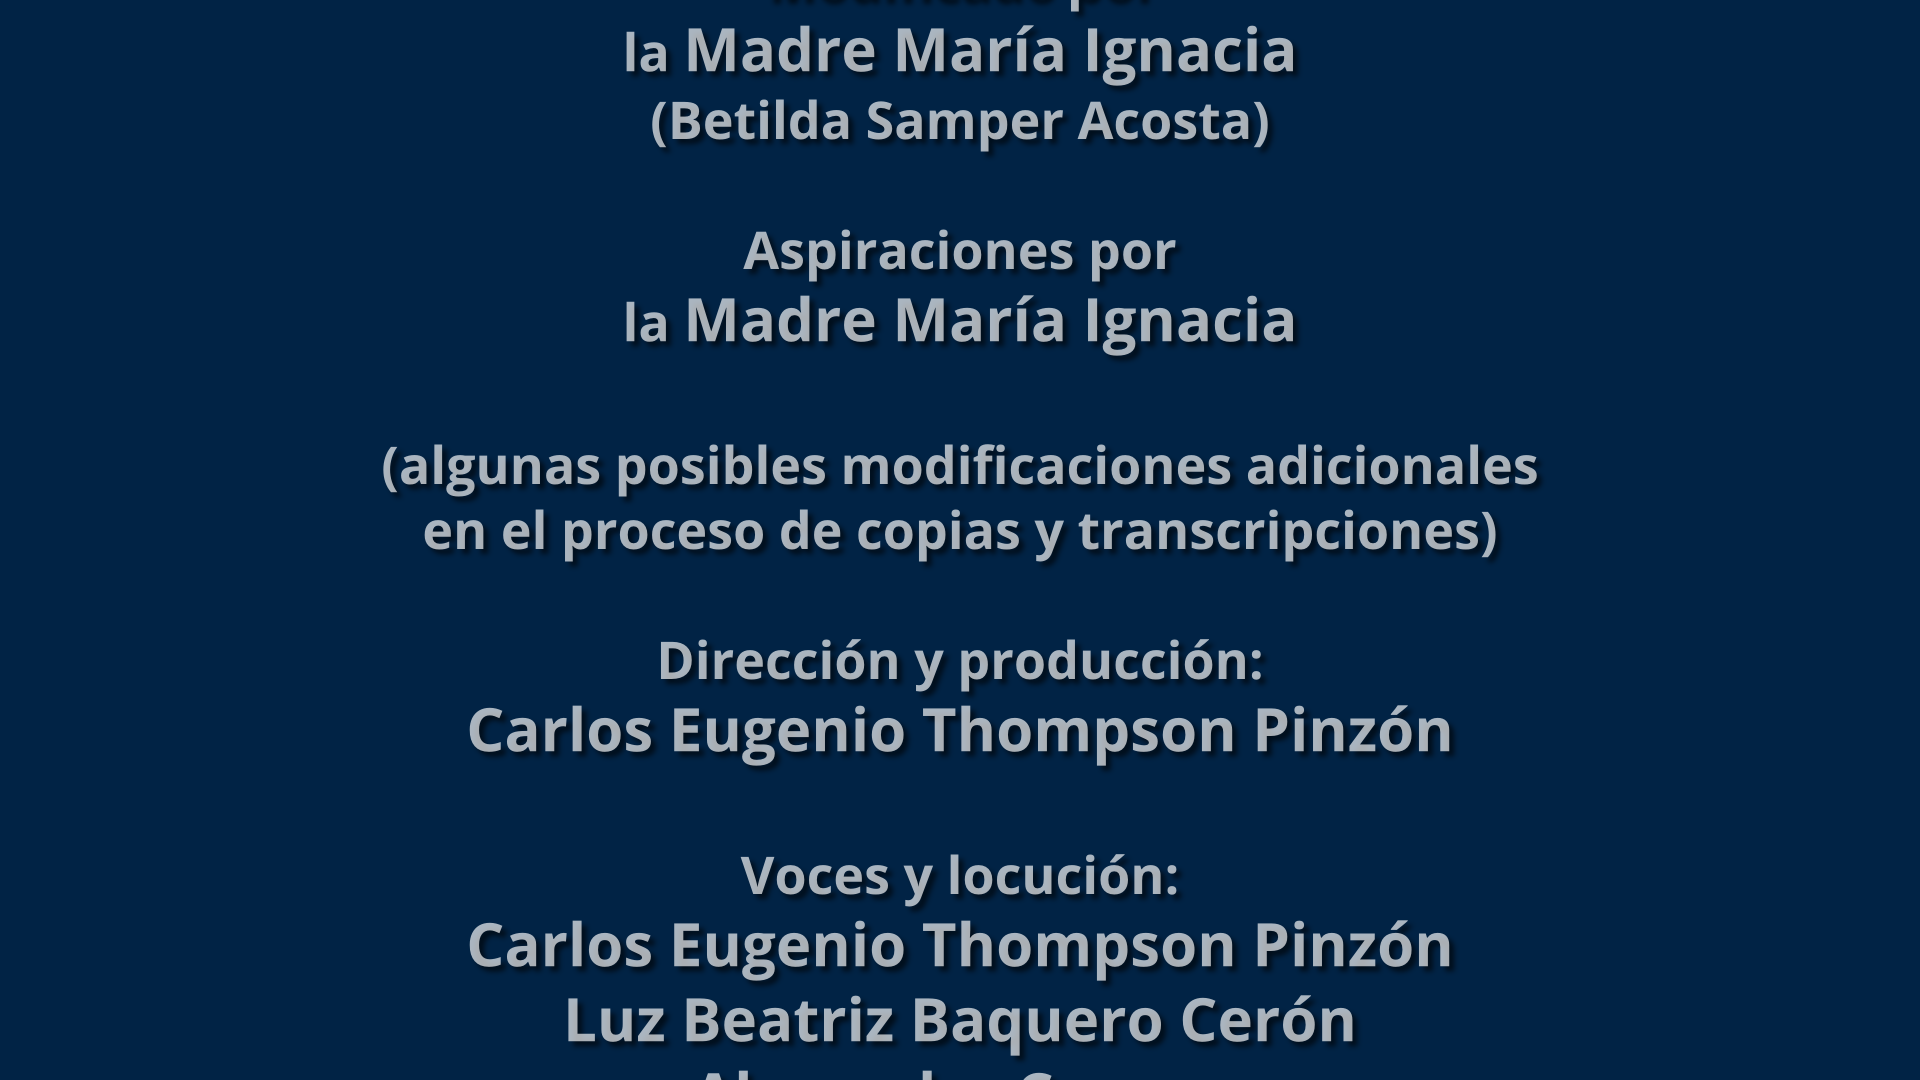 la Madre María Ignacia
(Betilda Samper Acosta)
Aspiraciones por
la Madre María Ignacia
(algunas posibles modificaciones adicionales
en el proceso de copias y transcripciones)
Dirección y producción:
Carlos Eugenio Thompson Pinzón
Voces y locución:
Carlos Eugenio Thompson Pinzón
Luz Beatriz Baquero Cerón